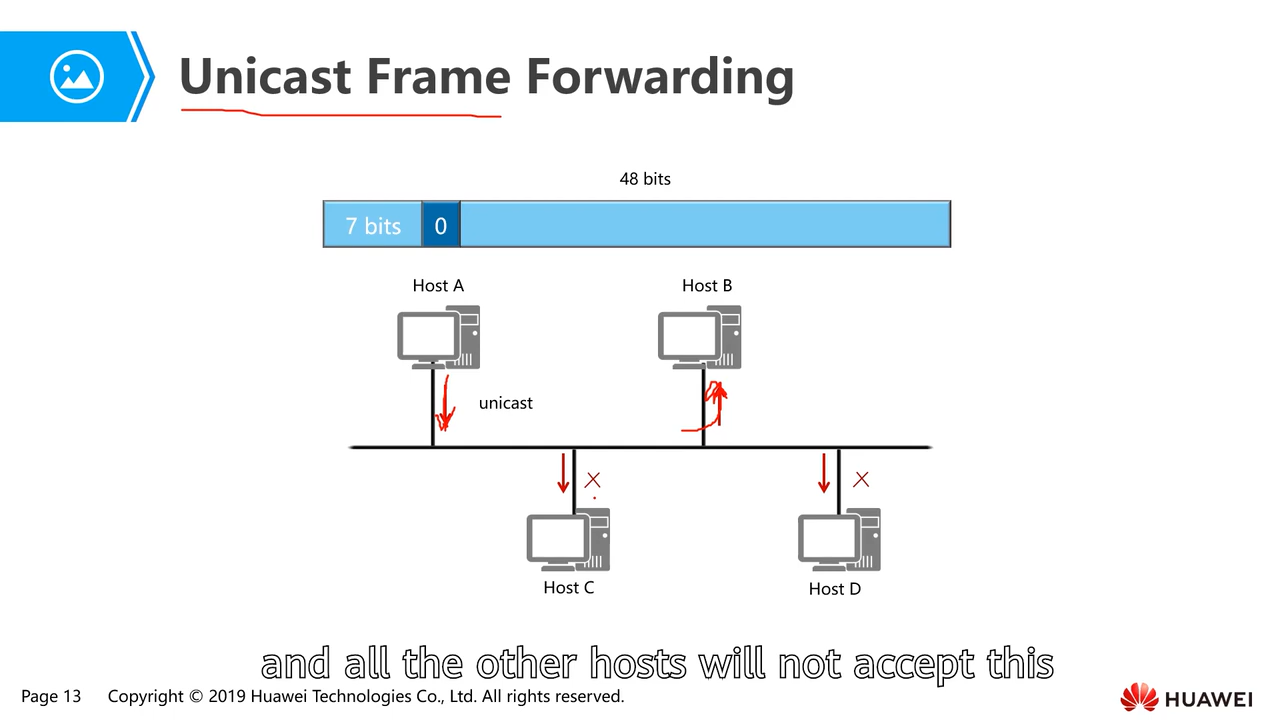 Unicast Frame Forwarding
48 bits
7 bits 0
Host A Host B
unicast
Host C
Host D
and all the other hosts will not accept this
Page 13 Copyright © 2019 Huawei Technologies Co., Ltd. All rights reserved.
HUAWEI